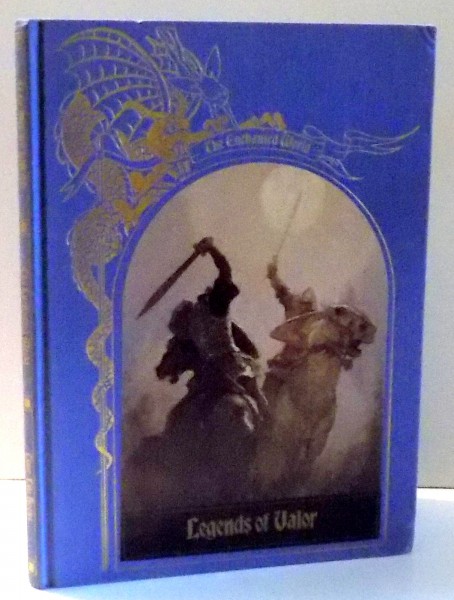 The Enchanted World
Legends of Valor